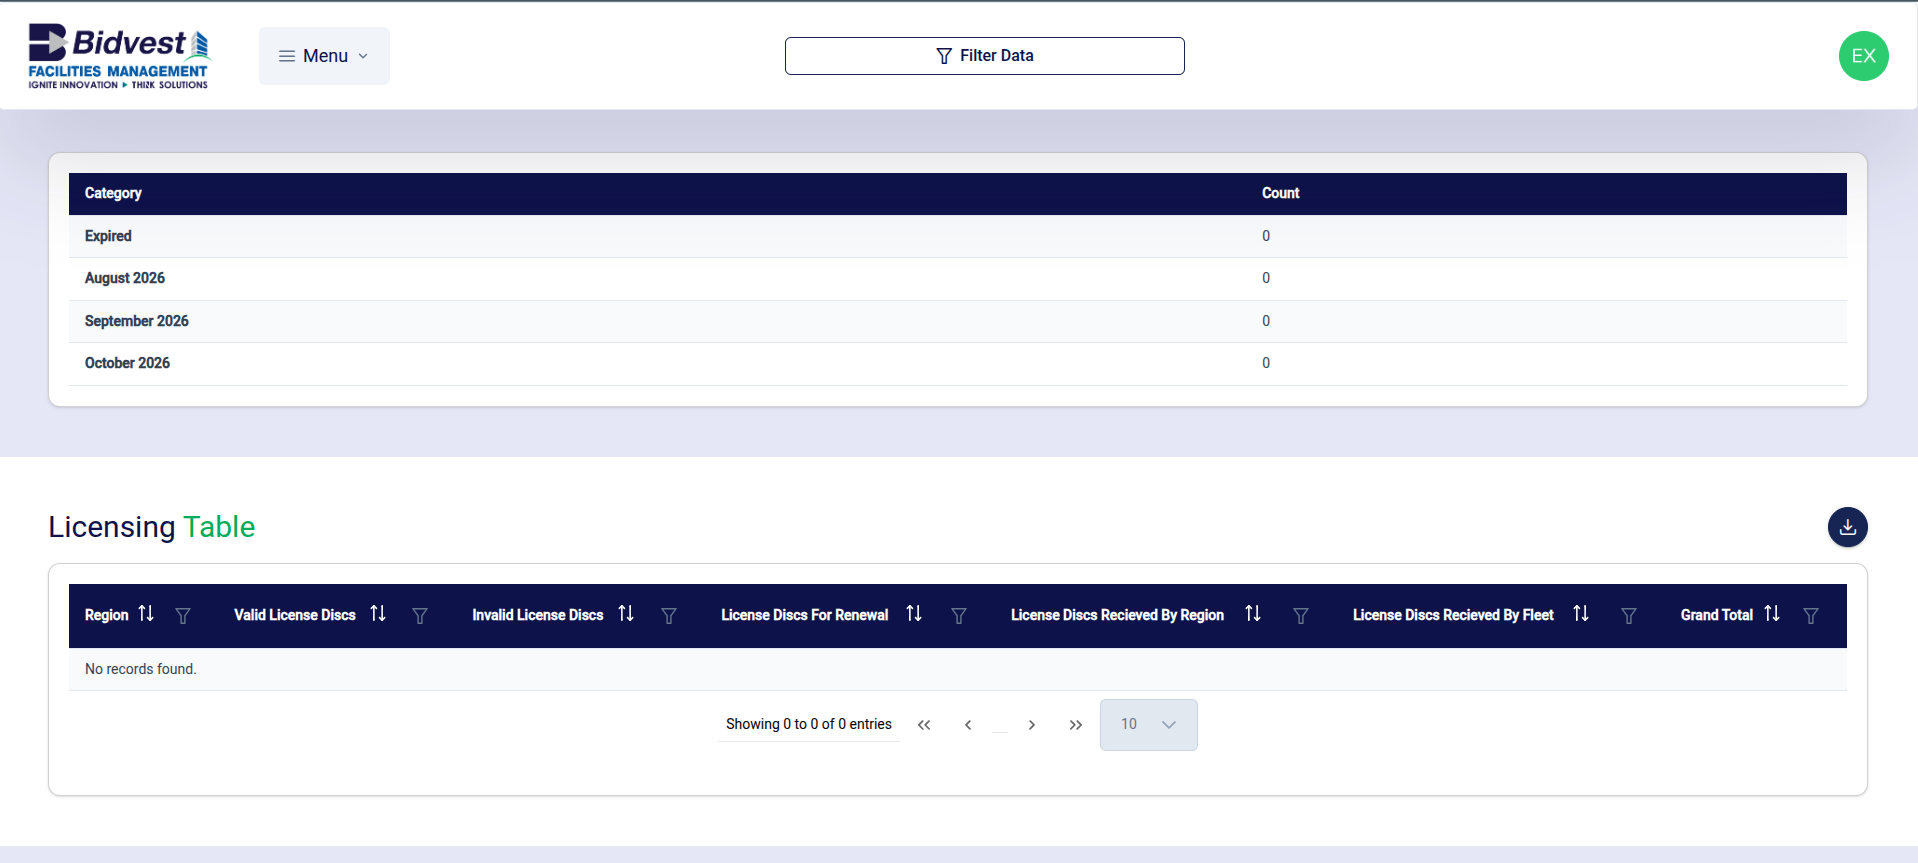 Bidvest
FACILITIES MANAGEMENT
IGNITE INNOVATION ▸ THI2K SOLUTIONS
Menu
Filter Data
EX
Category Count
Expired 0
August 2026 0
September 2026 0
October 2026 0
Licensing Table
Region Valid License Discs Invalid License Discs License Discs For Renewal License Discs Recieved By Region License Discs Recieved By Fleet Grand Total
No records found.
Showing 0 to 0 of 0 entries 10